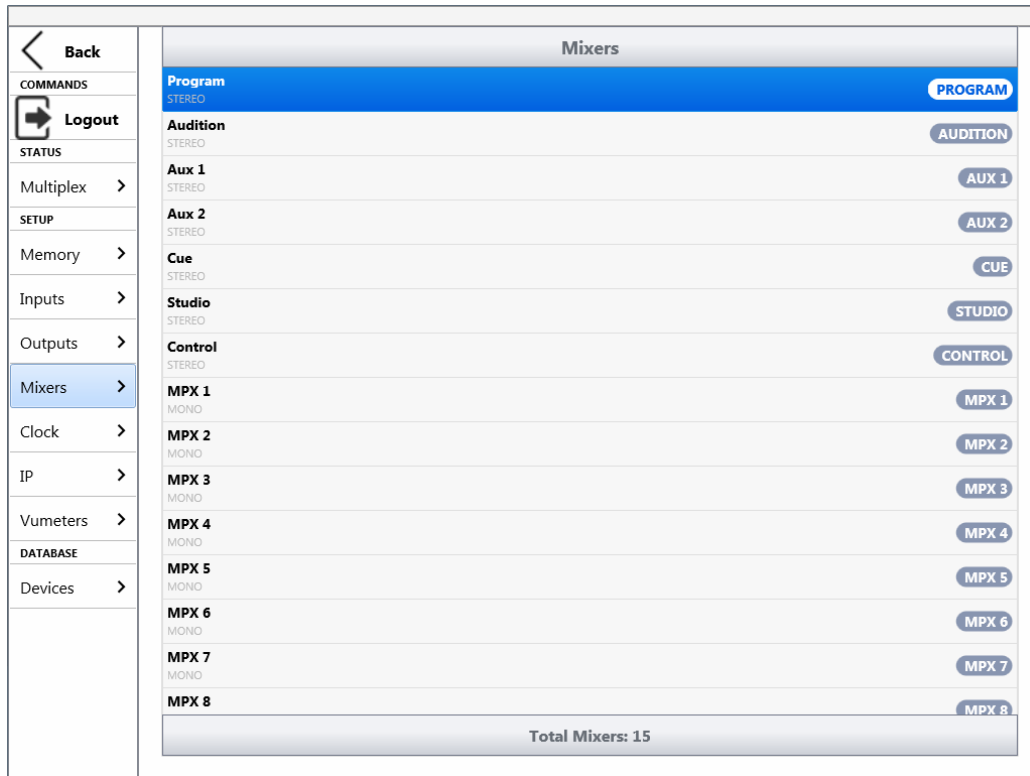 Back
COMMANDS
Logout
STATUS
Multiplex
SETUP
Memory
Inputs
Outputs
Mixers
Clock
IP
Vumeters
DATABASE
Devices
Mixers
Program PROGRAM
STEREO
Audition AUDITION
STEREO
Aux 1 AUX 1
STEREO
Aux 2 AUX 2
STEREO
Cue CUE
STEREO
Studio STUDIO
STEREO
Control CONTROL
STEREO
MPX 1 MPX 1
MONO
MPX 2 MPX 2
MONO
MPX 3 MPX 3
MONO
MPX 4 MPX 4
MONO
MPX 5 MPX 5
MONO
MPX 6 MPX 6
MONO
MPX 7 MPX 7
MONO
MPX 8 MPX 8
Total Mixers: 15